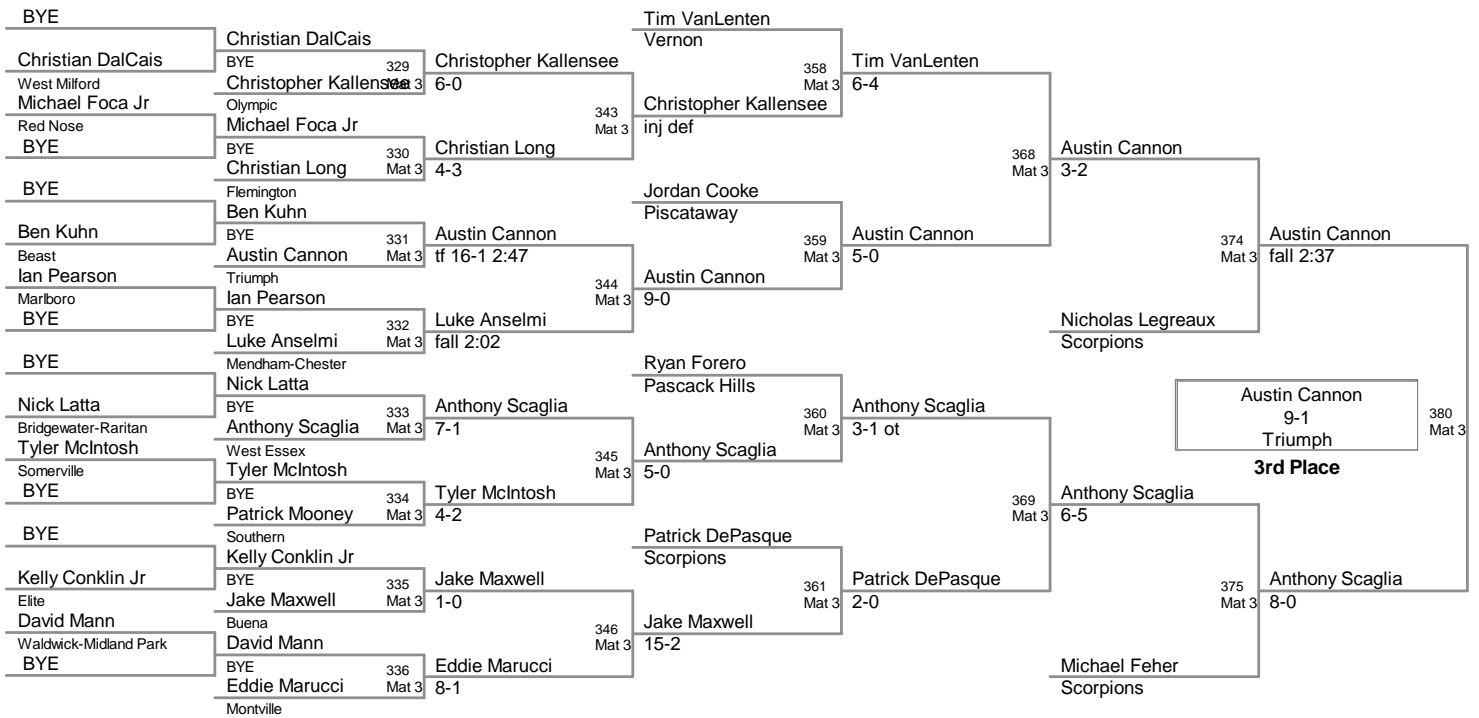 BYE
Christian DalCais
West Milford
Michael Foca Jr
Red Nose
BYE
BYE
Ben Kuhn
Beast
Ian Pearson
Marlboro
BYE
BYE
Nick Latta
Bridgewater-Raritan
Tyler McIntosh
Somerville
BYE
BYE
Kelly Conklin Jr
Elite
David Mann
Waldwick-Midland Park
BYE
Christian DalCais
BYE
329
Christopher Kallensee Mat 3
Olympic
Michael Foca Jr
BYE
330
Christian Long Mat 3
Flemington
Ben Kuhn
BYE
331
Austin Cannon Mat 3
Triumph
Ian Pearson
BYE
332
Luke Anselmi Mat 3
Mendham-Chester
Nick Latta
BYE
333
Anthony Scaglia Mat 3
West Essex
Tyler McIntosh
BYE
334
Patrick Mooney Mat 3
Southern
Kelly Conklin Jr
BYE
335
Jake Maxwell Mat 3
Buena
David Mann
BYE
336
Eddie Marucci Mat 3
Montville
Christopher Kallensee
6-0
343
Mat 3
Christian Long
4-3
Austin Cannon
tf 16-1 2:47
344
Mat 3
Luke Anselmi
fall 2:02
Anthony Scaglia
7-1
345
Mat 3
Tyler McIntosh
4-2
Jake Maxwell
1-0
346
Mat 3
Eddie Marucci
8-1
Tim VanLenten
Vernon
358
Mat 3
Christopher Kallensee
inj def
Jordan Cooke
Piscataway
359
Mat 3
Austin Cannon
9-0
Ryan Forero
Pascack Hills
360
Mat 3
Anthony Scaglia
5-0
Patrick DePasque
Scorpions
361
Mat 3
Jake Maxwell
15-2
Tim VanLenten
6-4
368
Mat 3
Austin Cannon
5-0
Anthony Scaglia
3-1 ot
369
Mat 3
Patrick DePasque
2-0
Austin Cannon
3-2
374
Mat 3
Nicholas Legreaux
Scorpions
Anthony Scaglia
6-5
375
Mat 3
Michael Feher
Scorpions
Austin Cannon
fall 2:37
Austin Cannon
9-1
Triumph
3rd Place
380
Mat 3
Anthony Scaglia
8-0